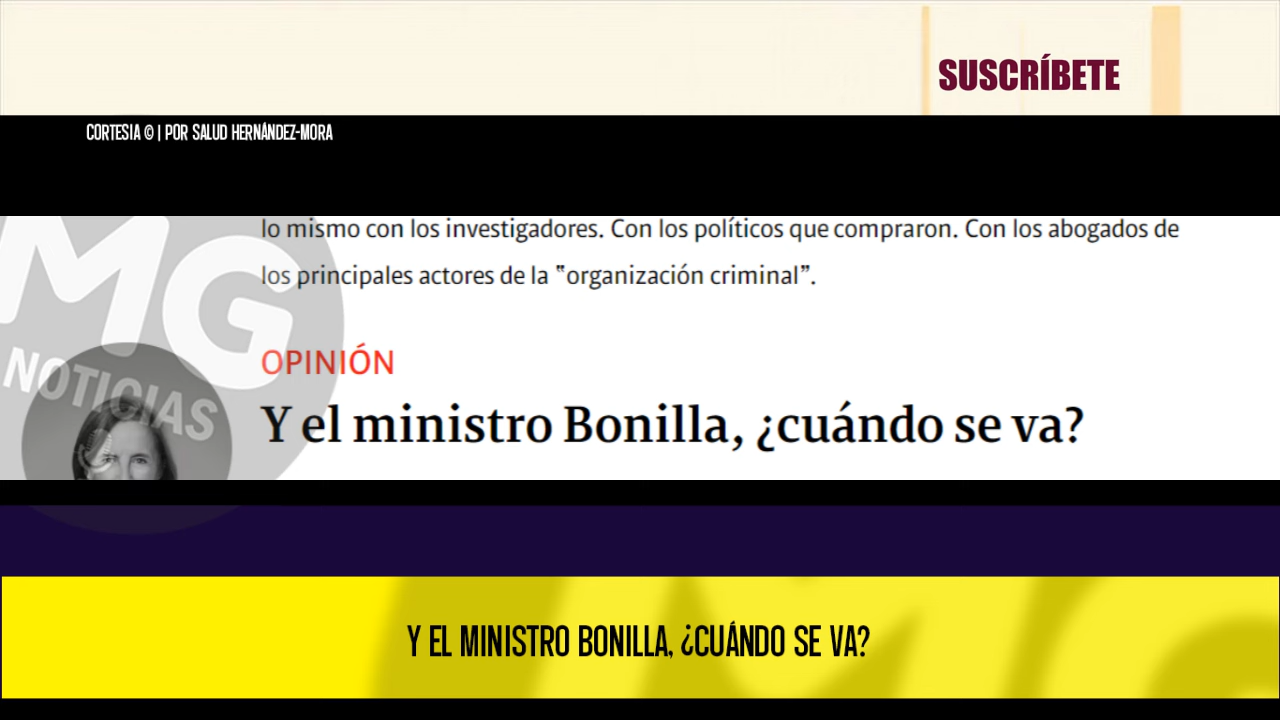 SUSCRÍBETE
CORTESIA © | POR SALUD HERNÁNDEZ-MORA
lo mismo con los investigadores. Con los políticos que compraron. Con los abogados de
los principales actores de la "organización criminal”.
MG
NOTICIAS
OPINIÓN
Y el ministro Bonilla, ¿cuándo se va?
Y EL MINISTRO BONILLA, ¿CUÁNDO SE VA?